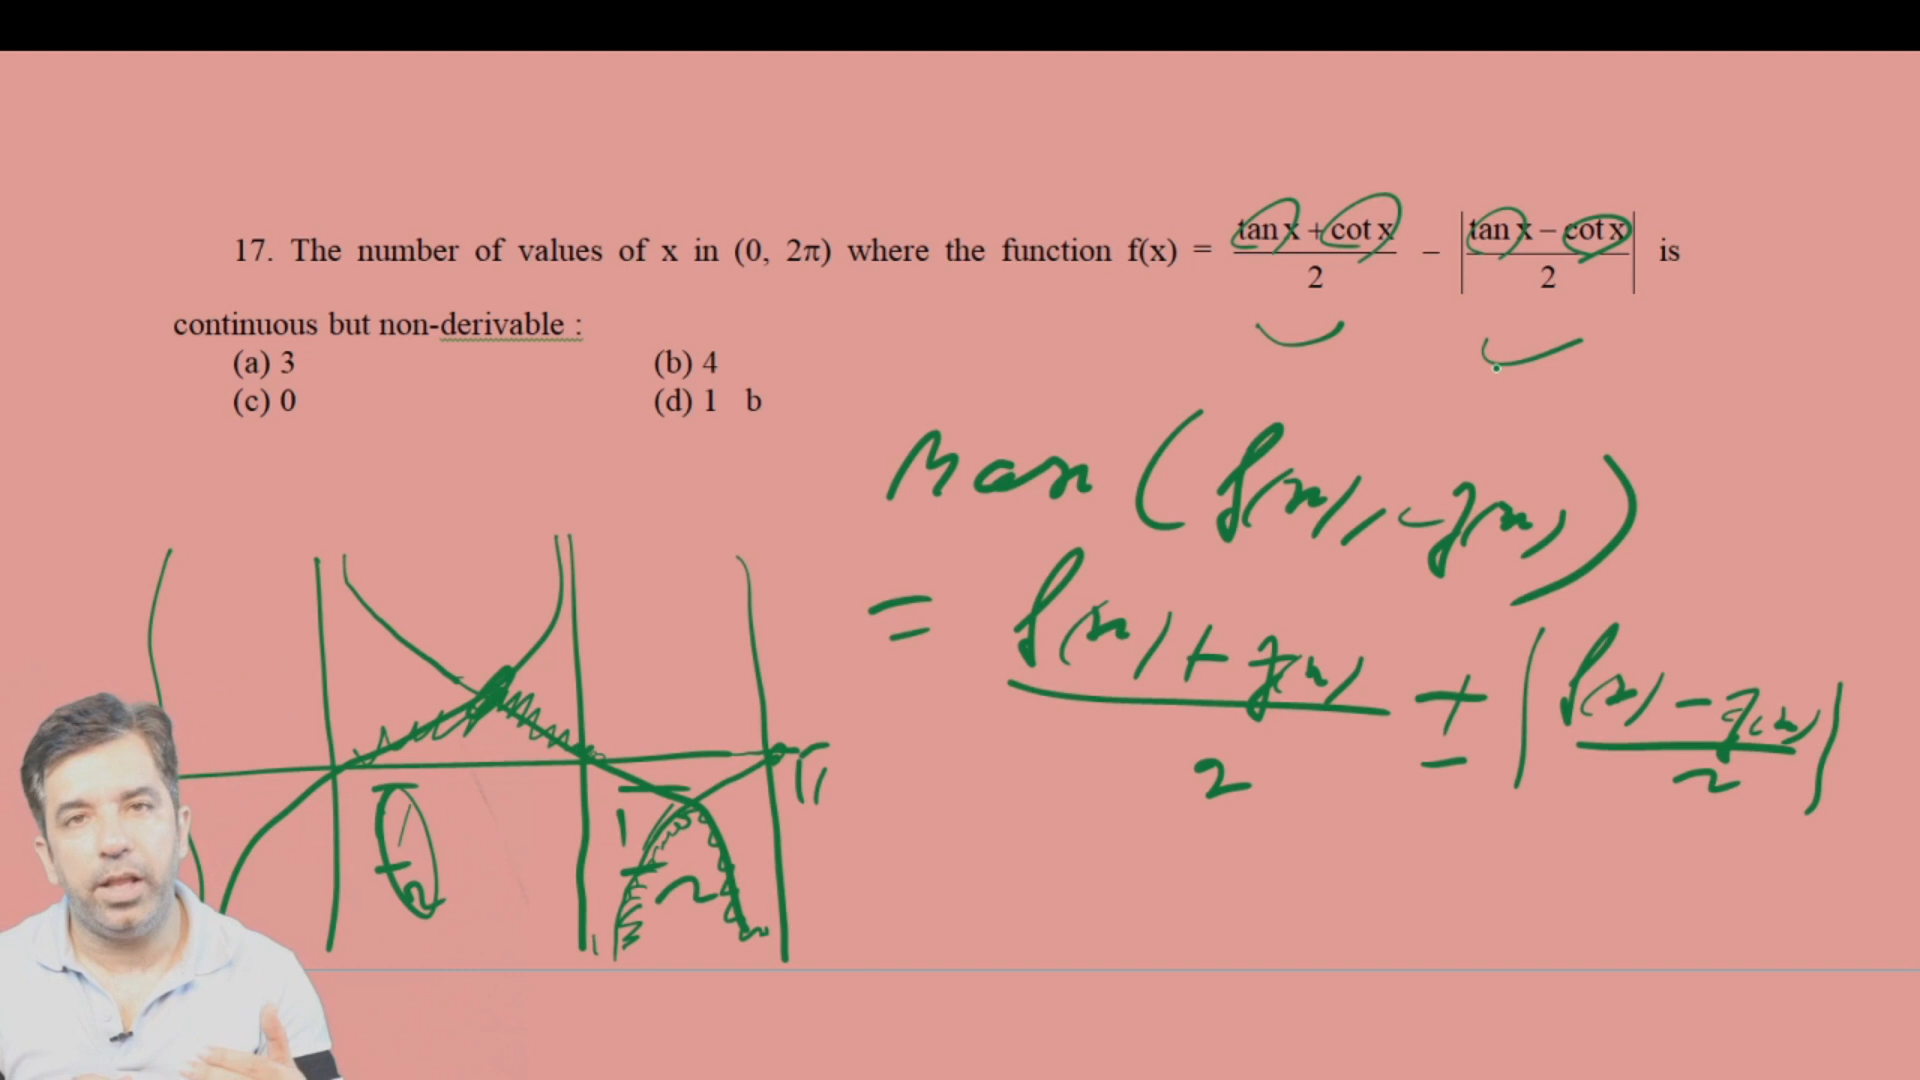 17. The number of values of x in (0, 2π) where the function f(x) = (tan x + cot x)/2 − |(tan x − cot x)/2| is
continuous but non-derivable :
(a) 3 (b) 4
(c) 0 (d) 1 b
Max (f(x), g(x))
= (f(x) + g(x))/2 ± |(f(x) − g(x))/2|
π
π/2